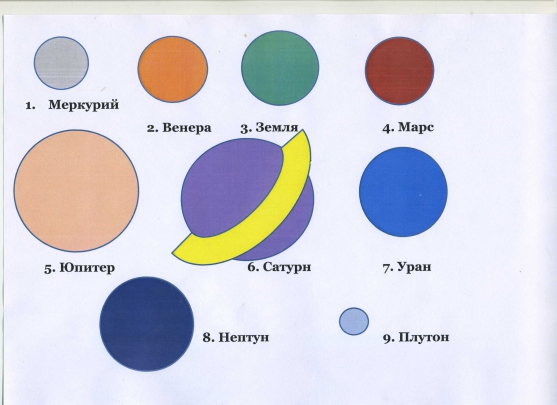 1. Меркурий
2. Венера
3. Земля
4. Марс
5. Юпитер
6. Сатурн
7. Уран
8. Нептун
9. Плутон